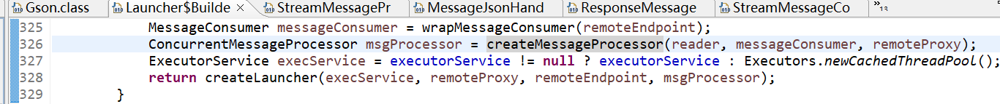 Gson.class Launcher$Builde StreamMessagePr MessageJsonHand ResponseMessage StreamMessageCo »13
325 MessageConsumer messageConsumer = wrapMessageConsumer(remoteEndpoint);
326 ConcurrentMessageProcessor msgProcessor = createMessageProcessor(reader, messageConsumer, remoteProxy);
327 ExecutorService execService = executorService != null ? executorService : Executors.newCachedThreadPool();
328 return createLauncher(execService, remoteProxy, remoteEndpoint, msgProcessor);
329 }